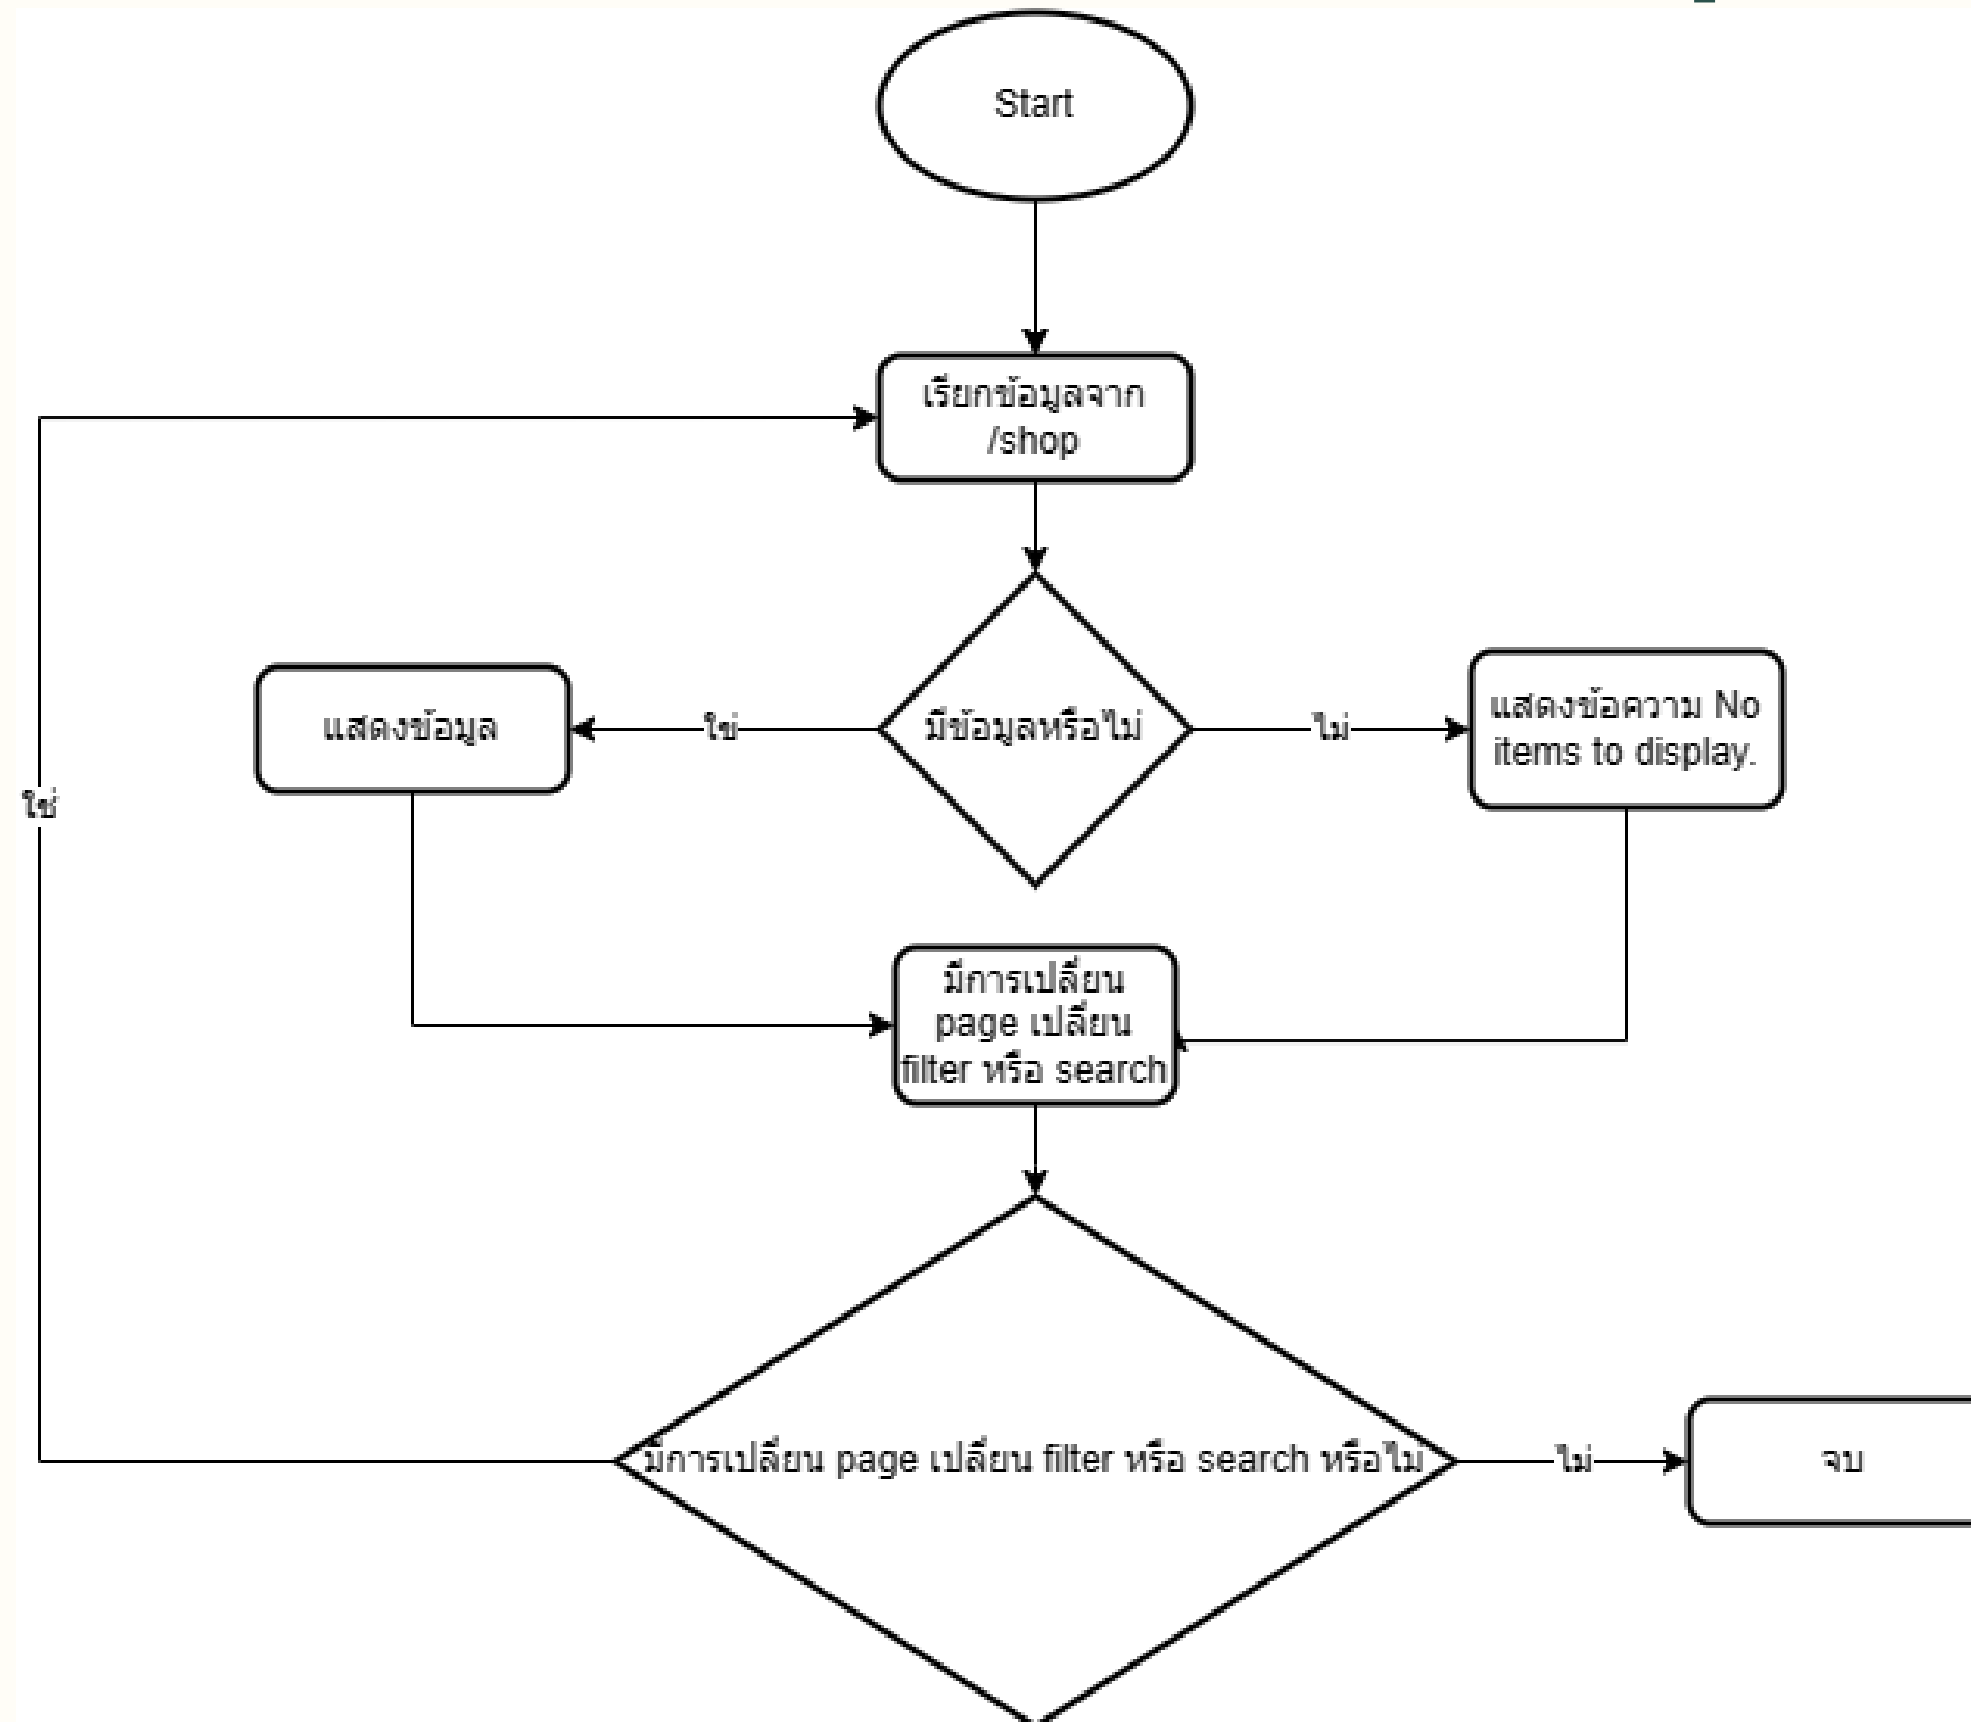 Start
เรียกข้อมูลจาก
/shop
มีข้อมูลหรือไม่
ใช่
ไม่
แสดงข้อมูล
แสดงข้อความ No
items to display.
ใช่
มีการเปลี่ยน
page เปลี่ยน
filter หรือ search
มีการเปลี่ยน page เปลี่ยน filter หรือ search หรือไม่
ไม่
จบ